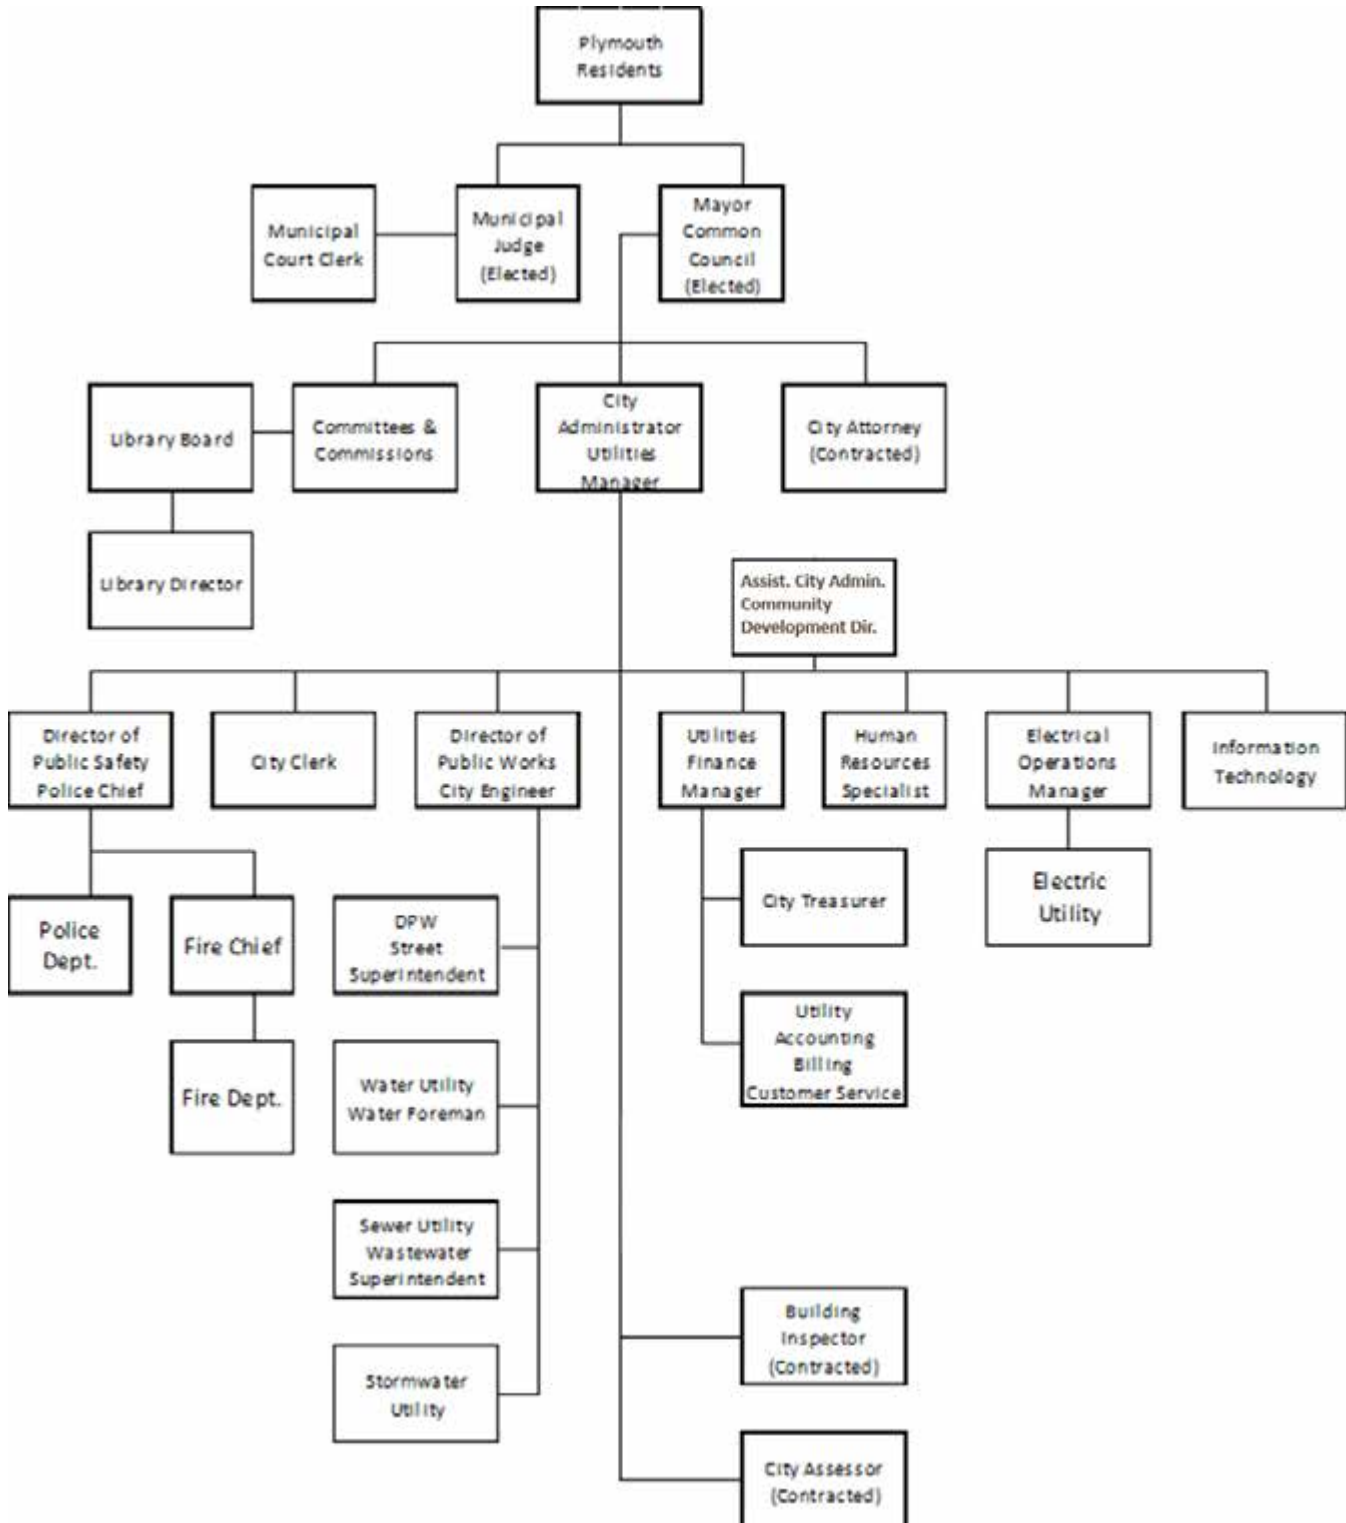 Plymouth
Residents
Municipal
Court Clerk
Municipal
Judge
(Elected)
Mayor
Common
Council
(Elected)
Library Board
Committees &
Commissions
City
Administrator
Utilities
Manager
City Attorney
(Contracted)
Library Director
Assist. City Admin.
Community
Development Dir.
Director of
Public Safety
Police Chief
City Clerk
Director of
Public Works
City Engineer
Utilities
Finance
Manager
Human
Resources
Specialist
Electrical
Operations
Manager
Information
Technology
Police
Dept.
Fire Chief
Fire Dept.
DPW
Street
Superintendent
Water Utility
Water Foreman
Sewer Utility
Wastewater
Superintendent
Stormwater
Utility
City Treasurer
Utility
Accounting
Billing
Customer Service
Electric
Utility
Building
Inspector
(Contracted)
City Assessor
(Contracted)